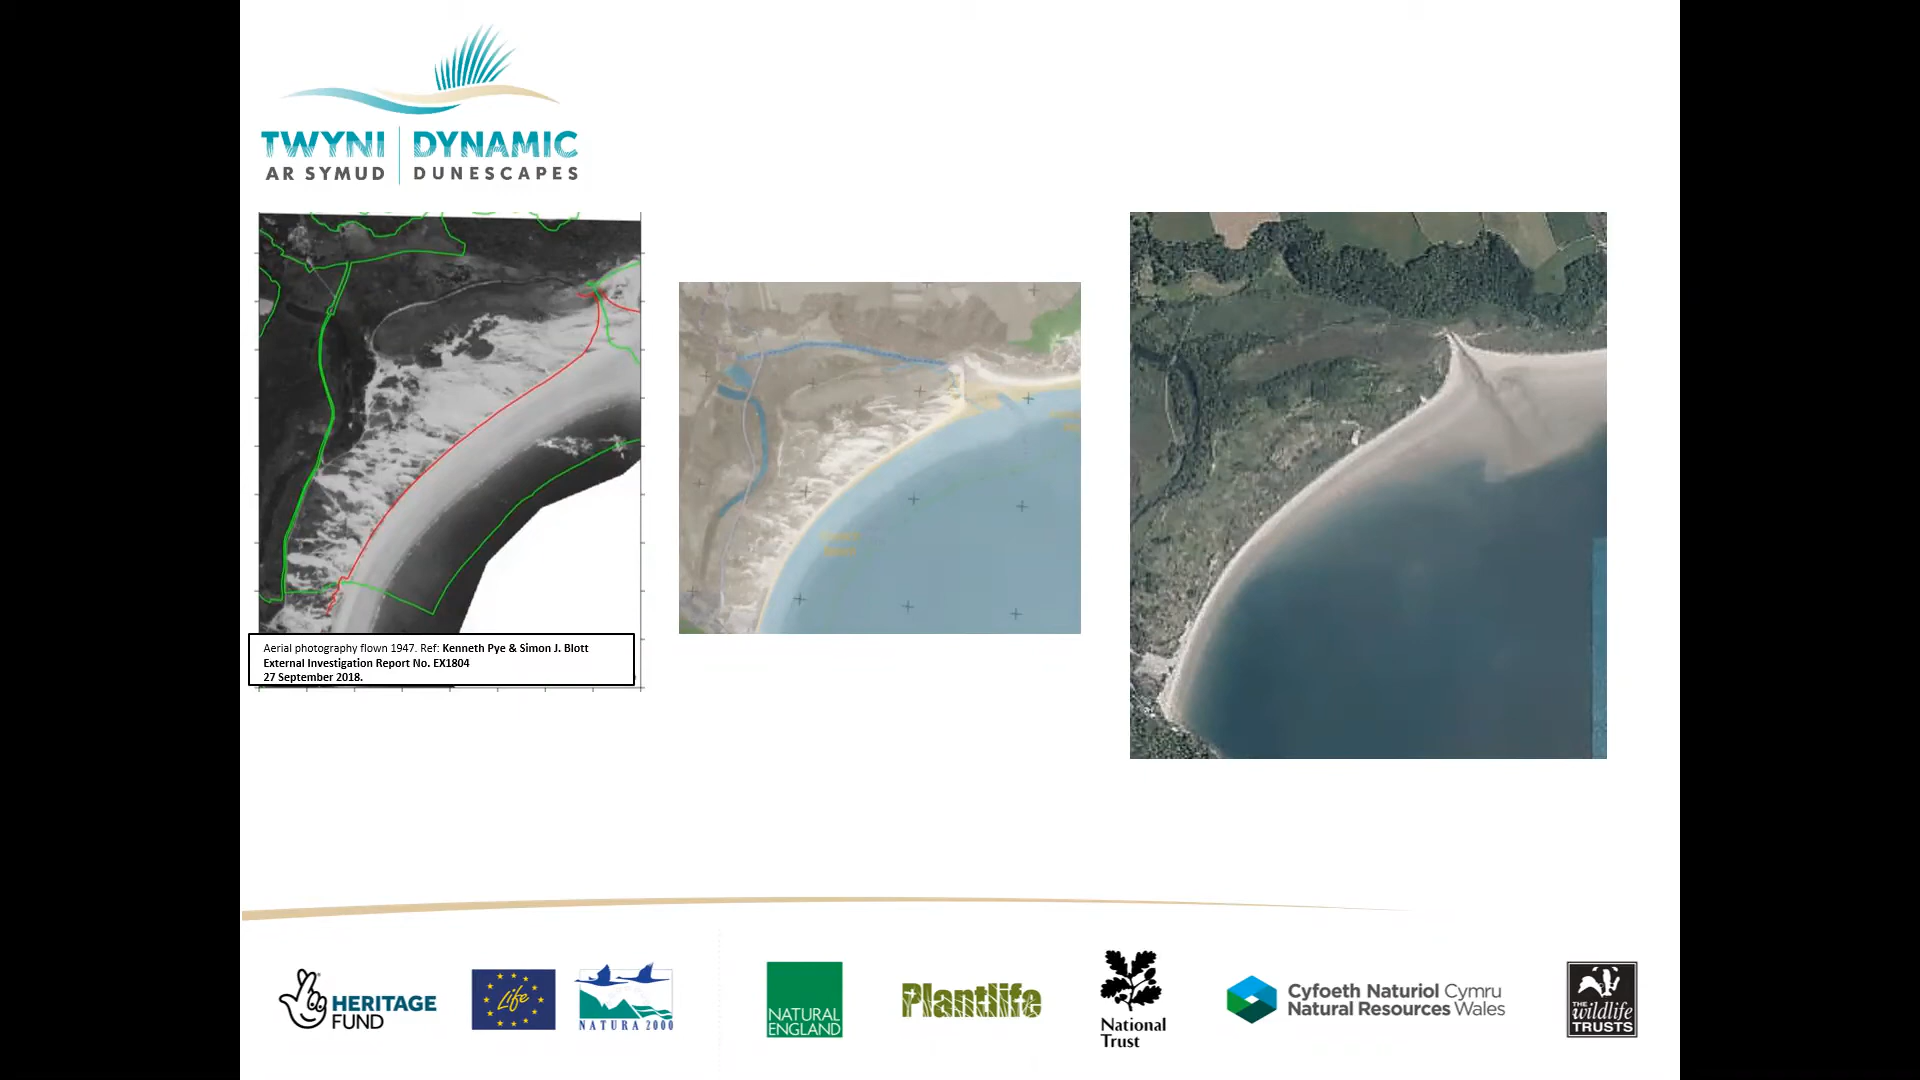 TWYNI
AR SYMUD
DYNAMIC
DUNESCAPES
Aerial photography flown 1947. Ref: Kenneth Pye & Simon J. Blott
External Investigation Report No. EX1804
27 September 2018.
HERITAGE
FUND
Life
NATURA 2000
NATURAL
ENGLAND
Plantlife
National
Trust
Cyfoeth Naturiol Cymru
Natural Resources Wales
THE
wildlife
TRUSTS